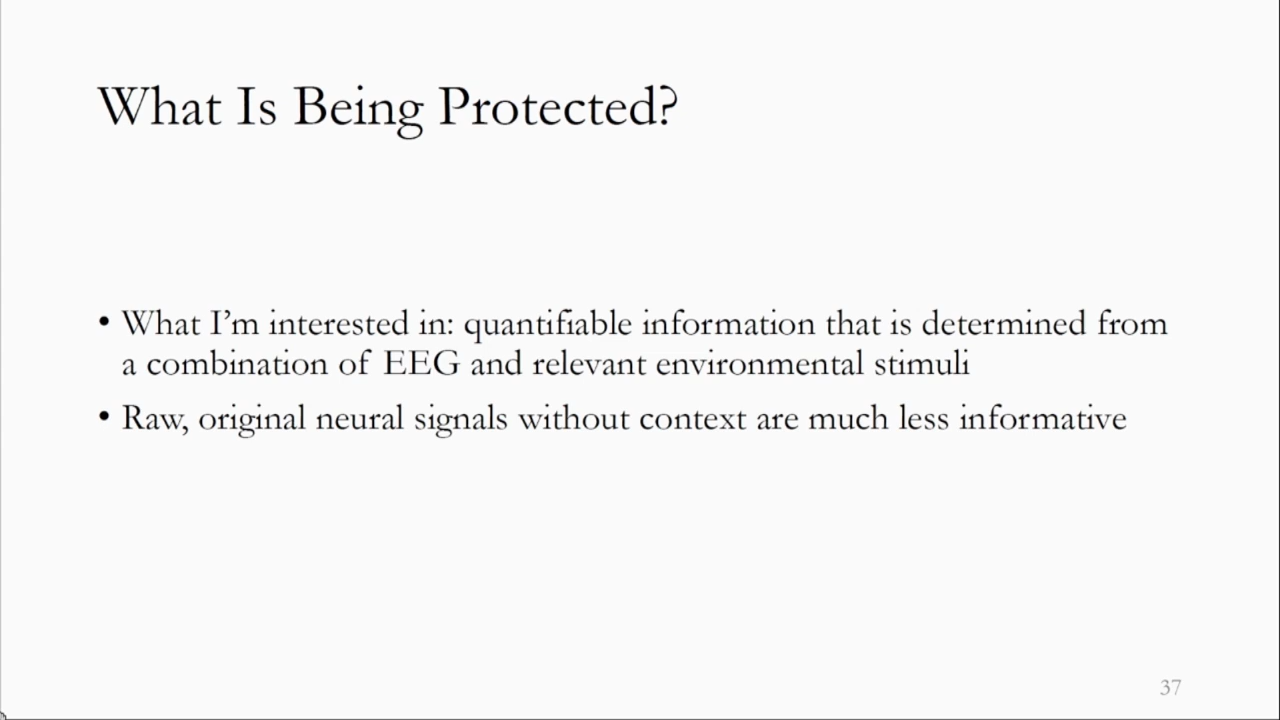 What Is Being Protected?
• What I'm interested in: quantifiable information that is determined from
a combination of EEG and relevant environmental stimuli
• Raw, original neural signals without context are much less informative
37